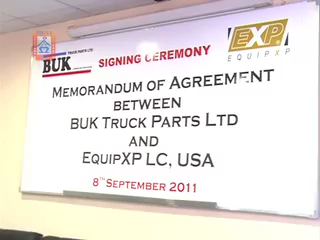 TRUCK PARTS LTD
BUK
SIGNING CEREMONY
EXP
EQUIPXP
MEMORANDUM OF AGREEMENT
BETWEEN
BUK TRUCK PARTS LTD
AND
EQUIPXP LC, USA
8TH SEPTEMBER 2011